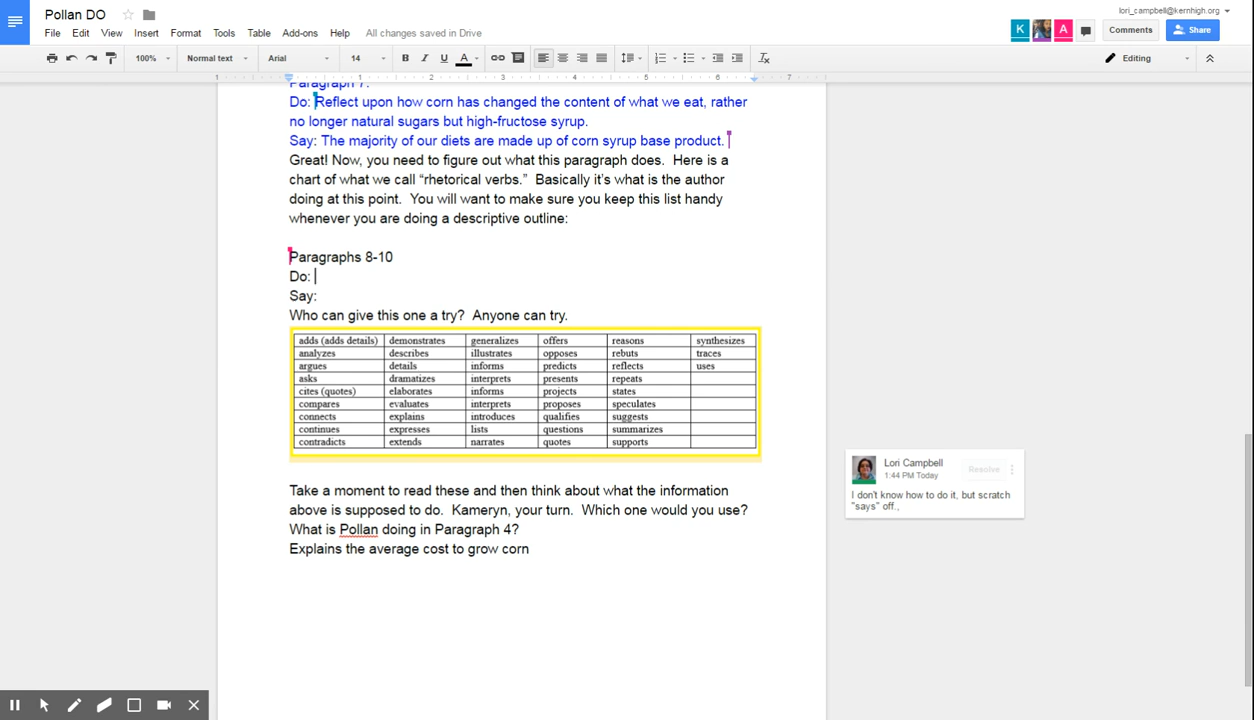 Pollan DO
lori_campbell@kernhigh.org
File Edit View Insert Format Tools Table Add-ons Help All changes saved in Drive
K A Comments Share
100% Normal text Arial 14 B I U A Editing
1 1 2 3 4 5 6 7
Paragraph 7:
Do: Reflect upon how corn has changed the content of what we eat, rather
no longer natural sugars but high-fructose syrup.
Say: The majority of our diets are made up of corn syrup base product.
Great! Now, you need to figure out what this paragraph does. Here is a
chart of what we call “rhetorical verbs.” Basically it’s what is the author
doing at this point. You will want to make sure you keep this list handy
whenever you are doing a descriptive outline:
Paragraphs 8-10
Do:
Say:
Who can give this one a try? Anyone can try.
adds (adds details) demonstrates generalizes offers reasons synthesizes
analyzes describes illustrates opposes rebuts traces
argues details informs predicts reflects uses
asks dramatizes interprets presents repeats
cites (quotes) elaborates informs projects states
compares evaluates interprets proposes speculates
connects explains introduces qualifies suggests
continues expresses lists questions summarizes
contradicts extends narrates quotes supports
Take a moment to read these and then think about what the information
above is supposed to do. Kameryn, your turn. Which one would you use?
What is Pollan doing in Paragraph 4?
Explains the average cost to grow corn
Lori Campbell
1:44 PM Today
Resolve
I don't know how to do it, but scratch
"says" off.,